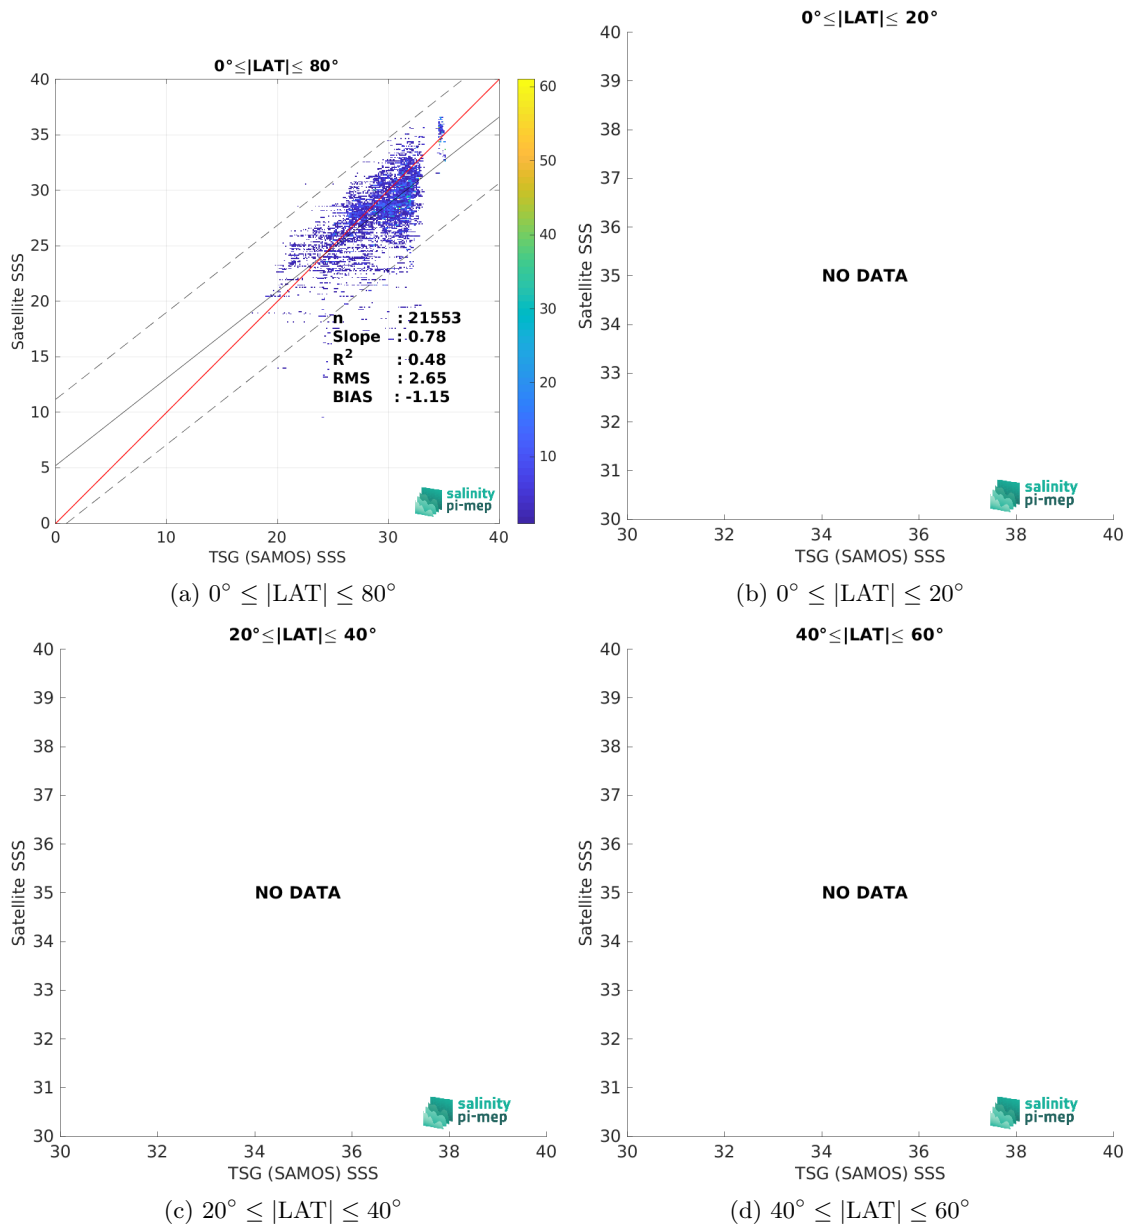 0°≤|LAT|≤ 80°
40
35
30
25
20
15
10
5
0
0
10
20
30
40
60
50
40
30
20
10
Satellite SSS
TSG (SAMOS) SSS
n : 21553
Slope : 0.78
R² : 0.48
RMS : 2.65
BIAS : -1.15
salinity
pi-mep
(a) 0° ≤ |LAT| ≤ 80°
0°≤|LAT|≤ 20°
40
39
38
37
36
35
34
33
32
31
30
30
32
34
36
38
40
Satellite SSS
TSG (SAMOS) SSS
NO DATA
salinity
pi-mep
(b) 0° ≤ |LAT| ≤ 20°
20°≤|LAT|≤ 40°
40
39
38
37
36
35
34
33
32
31
30
30
32
34
36
38
40
Satellite SSS
TSG (SAMOS) SSS
NO DATA
salinity
pi-mep
(c) 20° ≤ |LAT| ≤ 40°
40°≤|LAT|≤ 60°
40
39
38
37
36
35
34
33
32
31
30
30
32
34
36
38
40
Satellite SSS
TSG (SAMOS) SSS
NO DATA
salinity
pi-mep
(d) 40° ≤ |LAT| ≤ 60°